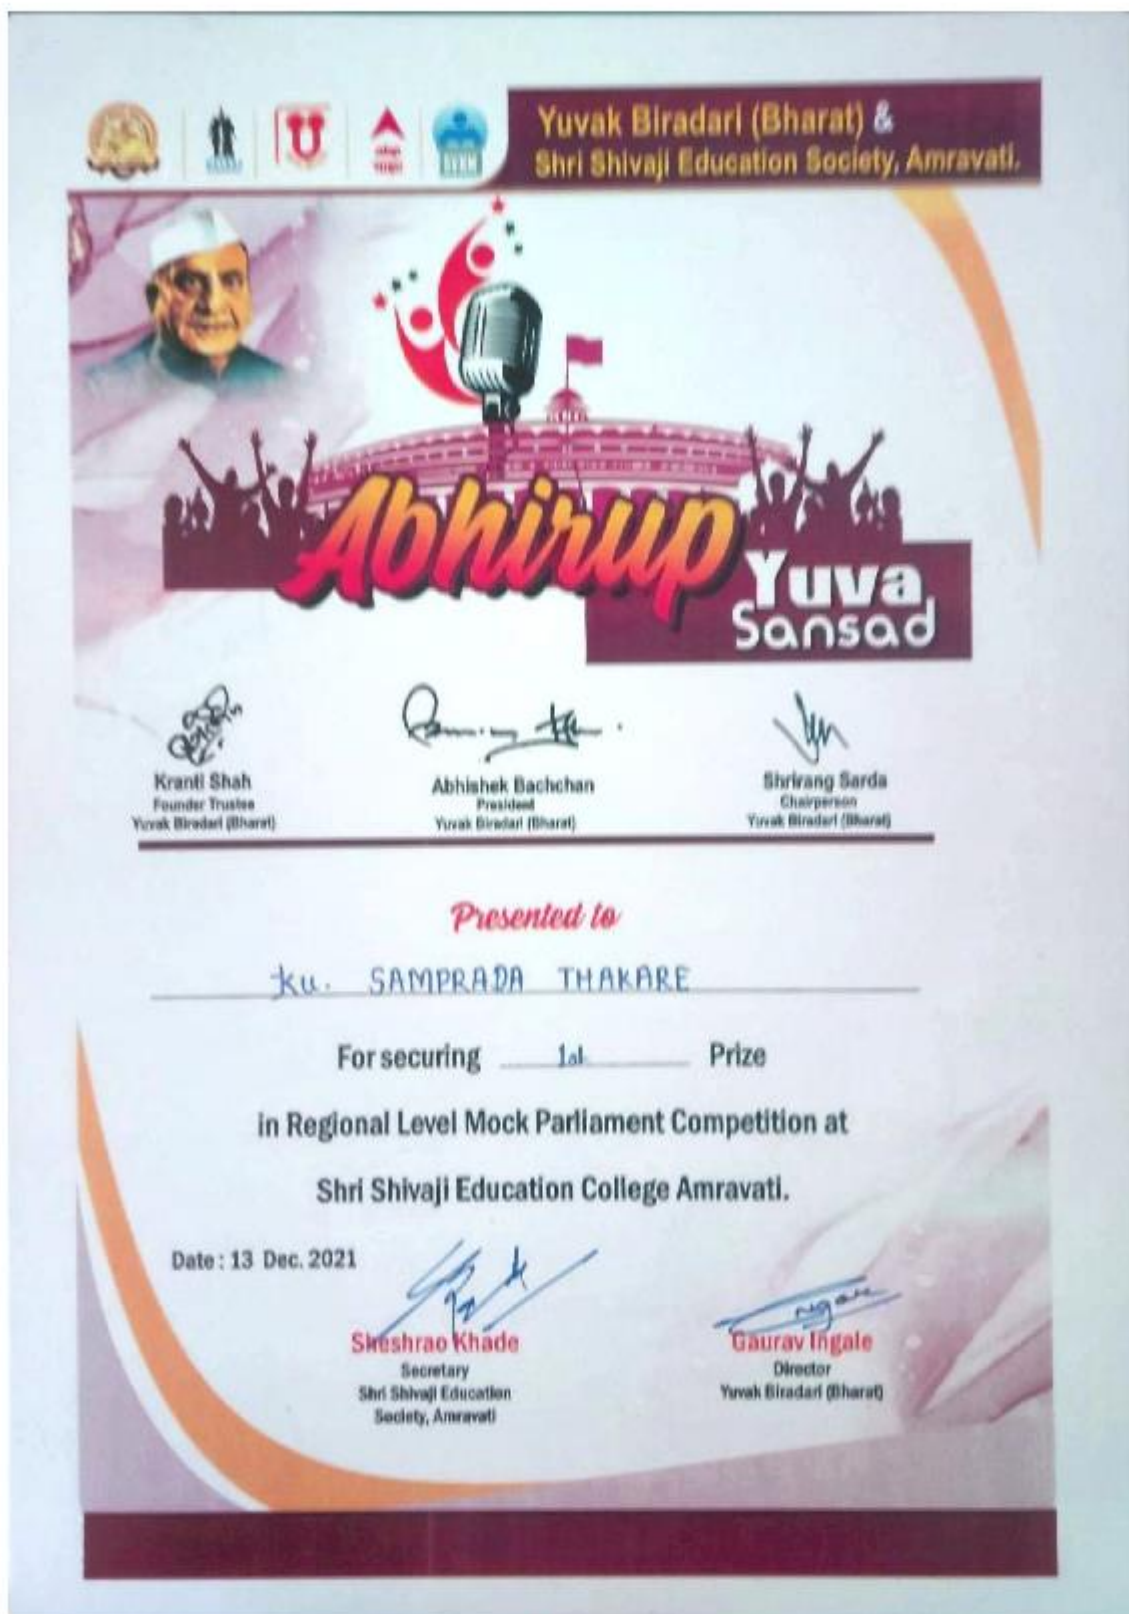 Yuvak Biradari (Bharat) &
Shri Shivaji Education Society, Amravati.
Abhirup
Yuva
Sansad
Kranti Shah
Founder Trustee
Yuvak Biradari (Bharat)
Abhishek Bachchan
President
Yuvak Biradari (Bharat)
Shrirang Sarda
Chairperson
Yuvak Biradari (Bharat)
Presented to
Ku. SAMPRADA THAKARE
For securing 1st Prize
in Regional Level Mock Parliament Competition at
Shri Shivaji Education College Amravati.
Date : 13 Dec. 2021
Sheshrao Khade
Secretary
Shri Shivaji Education
Society, Amravati
Gaurav Ingale
Director
Yuvak Biradari (Bharat)